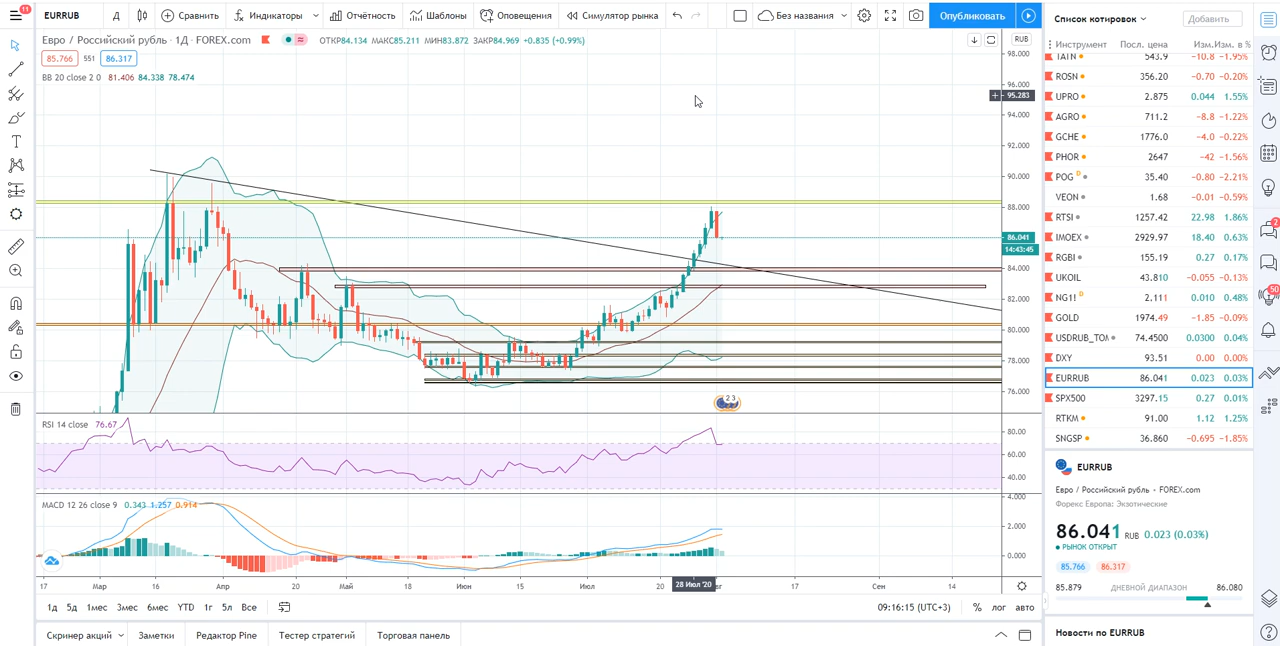 11
EURRUB
Д
Сравнить
Индикаторы
Отчётность
Шаблоны
Оповещения
Симулятор рынка
Без названия
Опубликовать
Евро / Российский рубль · 1Д · FOREX.com
ОТКР84.134 МАКС85.211 МИН83.872 ЗАКР84.969 +0.835 (+0.99%)
85.766 551 86.317
BB 20 close 2 0 81.406 84.338 78.474
RUB
98.000
96.000
95.283
94.000
92.000
90.000
88.000
86.041
14:43:45
84.000
82.000
80.000
78.000
76.000
2 3
RSI 14 close 76.67
80.00
60.00
40.00
MACD 12 26 close 9 0.343 1.257 0.914
4.000
2.000
0.000
17 Мар 16 Апр 20 Май 18 Июн 15 Июл 20 28 Июл '20 17 Сен 14
1д 5д 1мес 3мес 6мес YTD 1г 5л Все
09:16:15 (UTC+3) % лог авто
Скринер акций Заметки Редактор Pine Тестер стратегий Торговая панель
Список котировок Добавить
Инструмент Посл. цена Изм. Изм. в %
TATN 543.9 −10.8 −1.95%
ROSN 356.20 −0.70 −0.20%
UPRO 2.875 0.044 1.55%
AGRO 711.2 −8.8 −1.22%
GCHE 1776.0 −4.0 −0.22%
PHOR 2647 −42 −1.56%
POG D 35.40 −0.80 −2.21%
VEON 1.68 −0.01 −0.59%
RTSI 1257.42 22.98 1.86%
IMOEX 2929.97 18.40 0.63%
RGBI 155.19 0.27 0.17%
UKOIL 43.810 −0.055 −0.13%
NG1! D 2.111 0.010 0.48%
GOLD 1974.49 −1.85 −0.09%
USDRUB_TOM 74.4500 0.0300 0.04%
DXY 93.51 0.00 0.00%
EURRUB 86.041 0.023 0.03%
SPX500 3297.15 0.27 0.01%
RTKM 91.00 1.12 1.25%
SNGSP 36.860 −0.695 −1.85%
EURRUB
Евро / Российский рубль • FOREX.com
Форекс Европа: Экзотические
86.041 RUB 0.023 (0.03%)
РЫНОК ОТКРЫТ
85.766 86.317
85.879 ДНЕВНОЙ ДИАПАЗОН 86.080
Новости по EURRUB
2
50